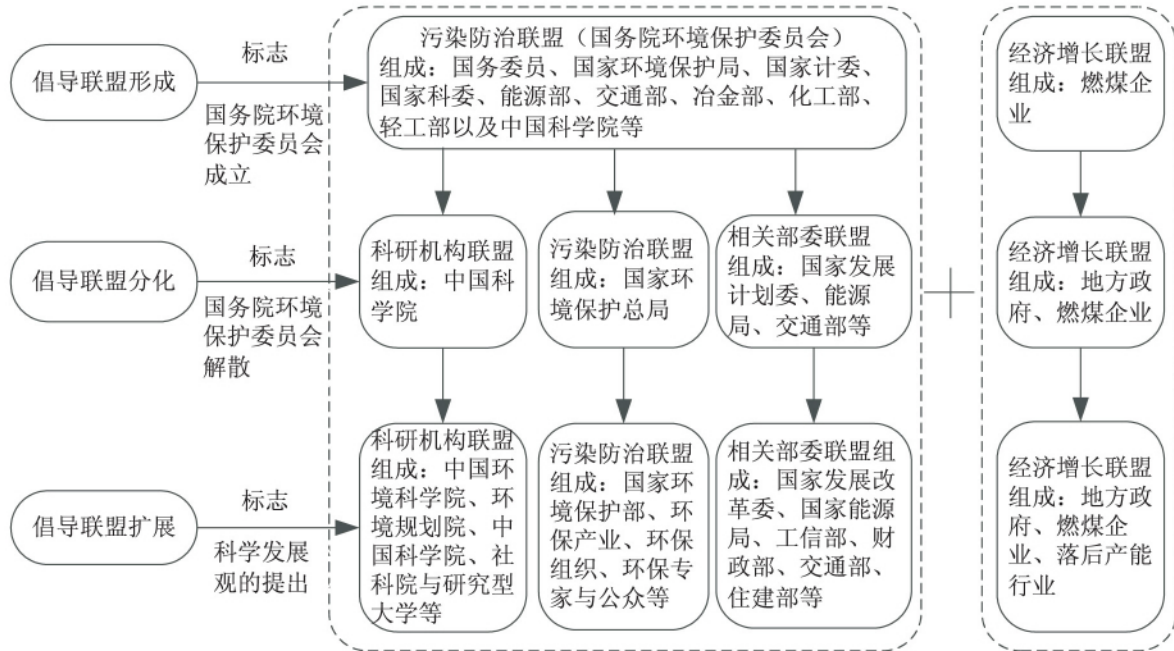 倡导联盟形成
标志
国务院环境
保护委员会
成立
污染防治联盟（国务院环境保护委员会）
组成：国务委员、国家环境保护局、国家计委、
国家科委、能源部、交通部、冶金部、化工部、
轻工部以及中国科学院等
经济增长联盟
组成：燃煤企
业
倡导联盟分化
标志
国务院环境
保护委员会
解散
科研机构联盟
组成：中国科
学院
污染防治联盟
组成：国家环
境保护总局
相关部委联盟
组成：国家发展
计划委、能源
局、交通部等
经济增长联盟
组成：地方政
府、燃煤企业
倡导联盟扩展
标志
科学发展
观的提出
科研机构联盟
组成：中国环
境科学院、环
境规划院、中
国科学院、社
科院与研究型
大学等
污染防治联盟
组成：国家环
境保护部、环
保产业、环保
组织、环保专
家与公众等
相关部委联盟组
成：国家发展改
革委、国家能源
局、工信部、财
政部、交通部、
住建部等
经济增长联盟
组成：地方政
府、燃煤企
业、落后产能
行业